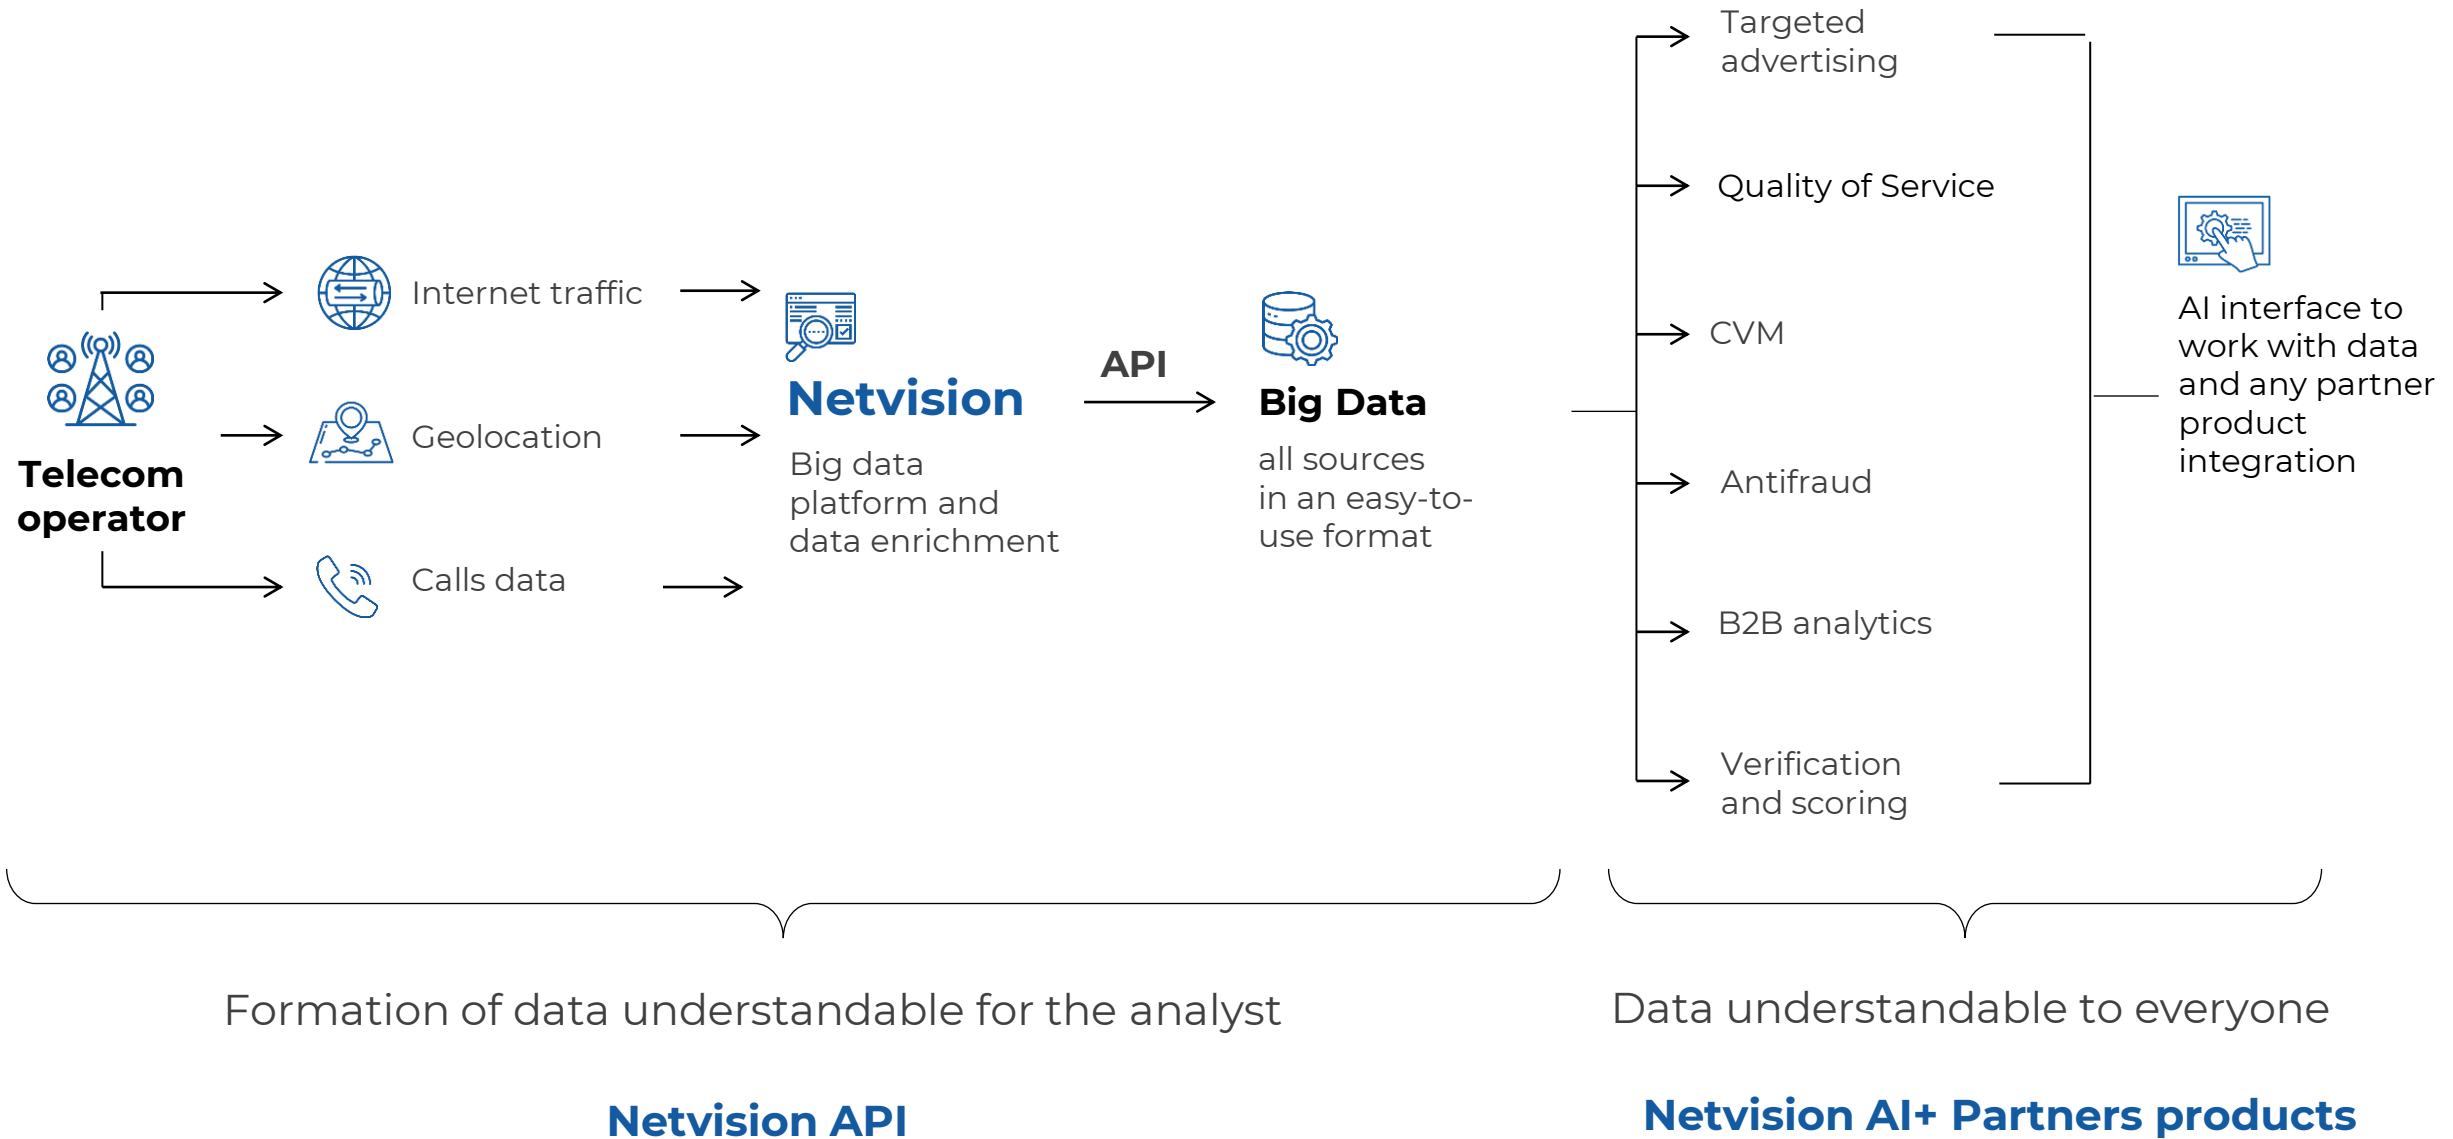 Telecom
operator
Internet traffic
Geolocation
Calls data
Netvision
Big data
platform and
data enrichment
API
Big Data
all sources
in an easy-to-
use format
Targeted
advertising
Quality of Service
CVM
Antifraud
B2B analytics
Verification
and scoring
AI interface to
work with data
and any partner
product
integration
Formation of data understandable for the analyst
Netvision API
Data understandable to everyone
Netvision AI+ Partners products